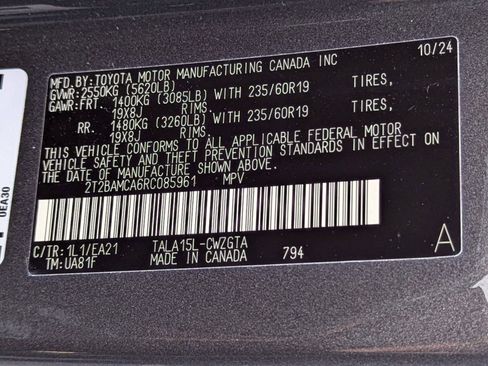 MFD.BY:TOYOTA MOTOR MANUFACTURING CANADA INC 10/24
GVWR:2550KG (5620LB)
GAWR:FRT. 1400KG (3085LB) WITH 235/60R19 TIRES,
19X8J RIMS,
RR. 1480KG (3260LB) WITH 235/60R19 TIRES,
19X8J RIMS.
THIS VEHICLE CONFORMS TO ALL APPLICABLE FEDERAL MOTOR
VEHICLE SAFETY AND THEFT PREVENTION STANDARDS IN EFFECT ON
THE DATE OF MANUFACTURE SHOWN ABOVE.
2T2BAMCA6RC085961 MPV
C/TR:1L1/EA21 TALA15L-CWZGTA
TM:UA81F MADE IN CANADA 794 A
0EA30